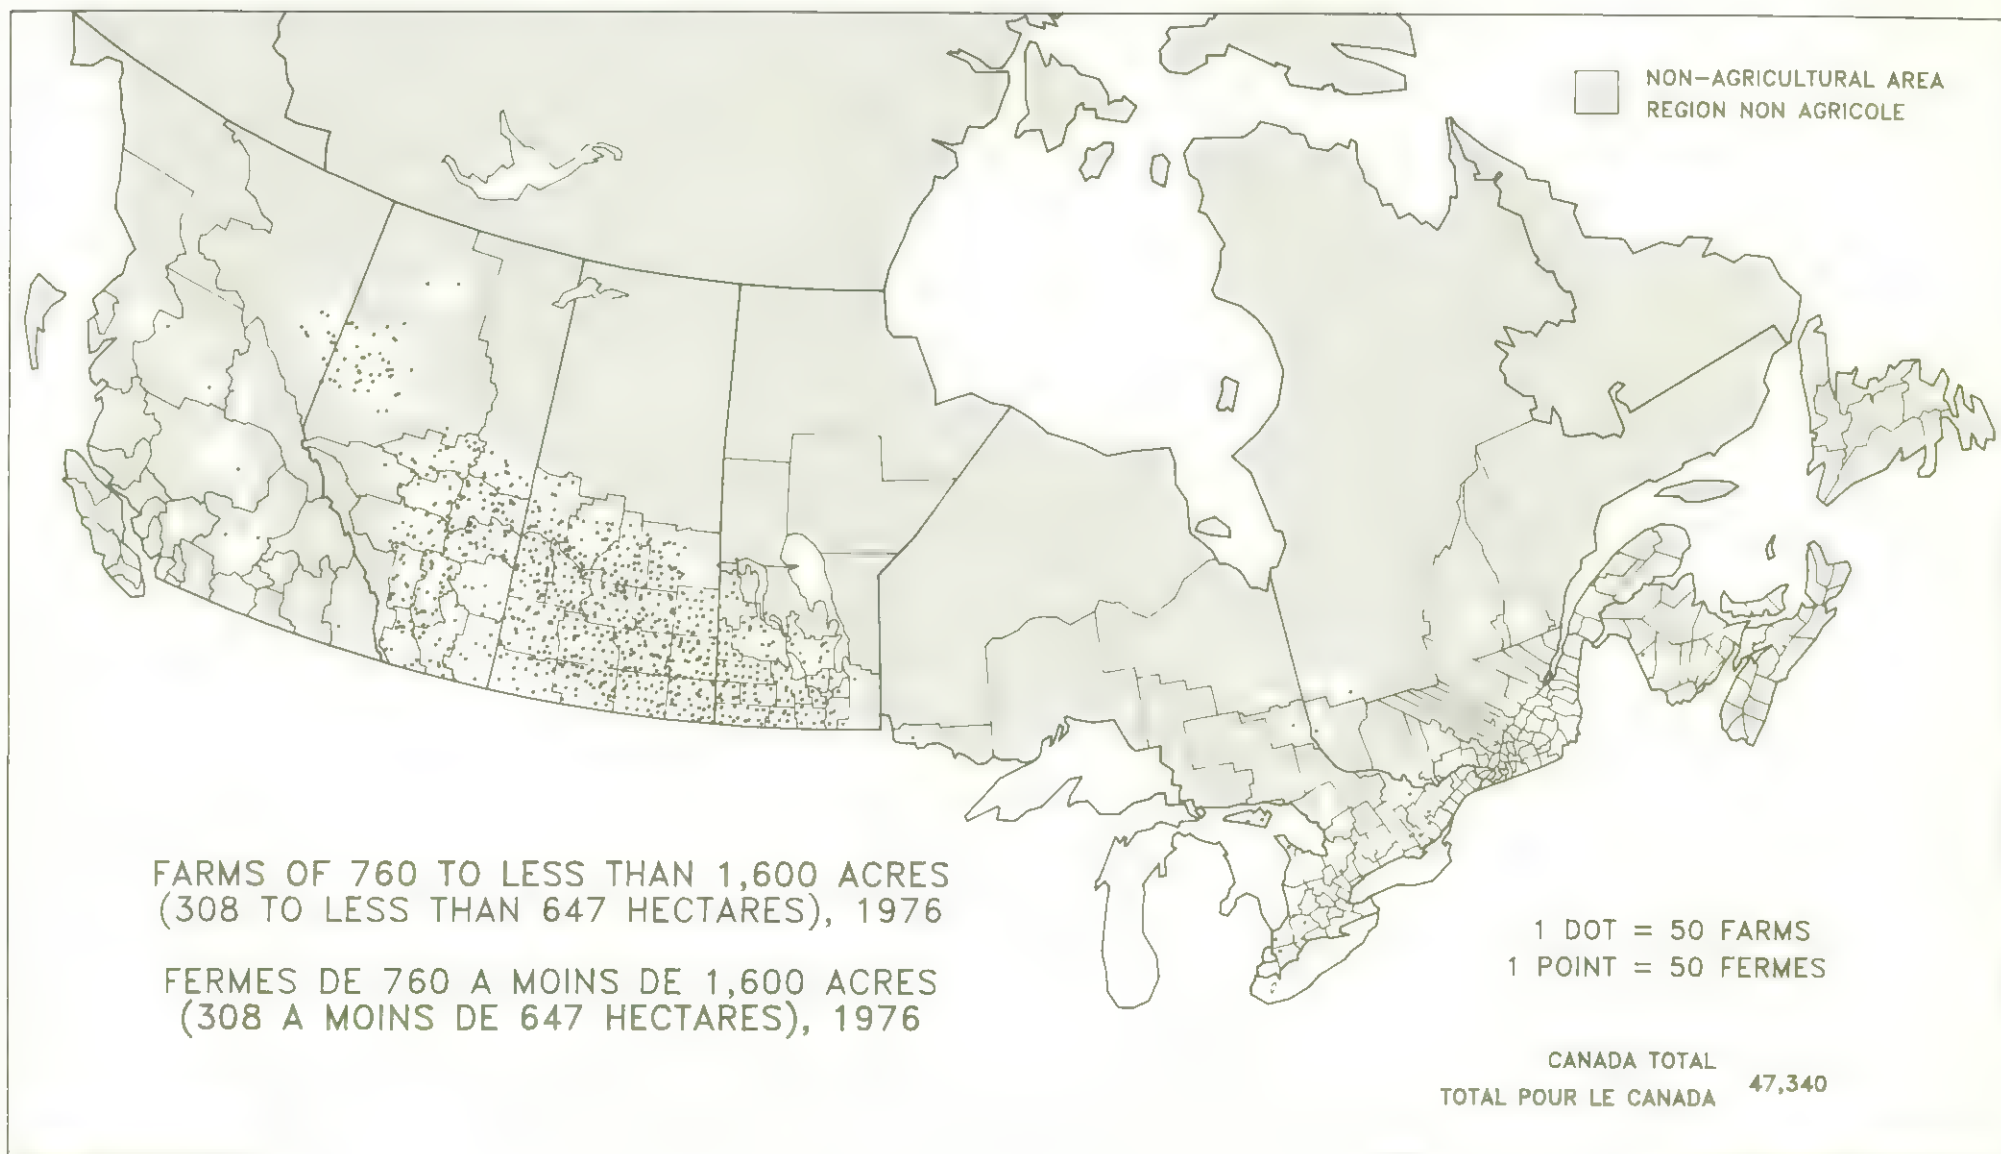 NON-AGRICULTURAL AREA
REGION NON AGRICOLE
FARMS OF 760 TO LESS THAN 1,600 ACRES
(308 TO LESS THAN 647 HECTARES), 1976
FERMES DE 760 A MOINS DE 1,600 ACRES
(308 A MOINS DE 647 HECTARES), 1976
1 DOT = 50 FARMS
1 POINT = 50 FERMES
CANADA TOTAL
TOTAL POUR LE CANADA 47,340